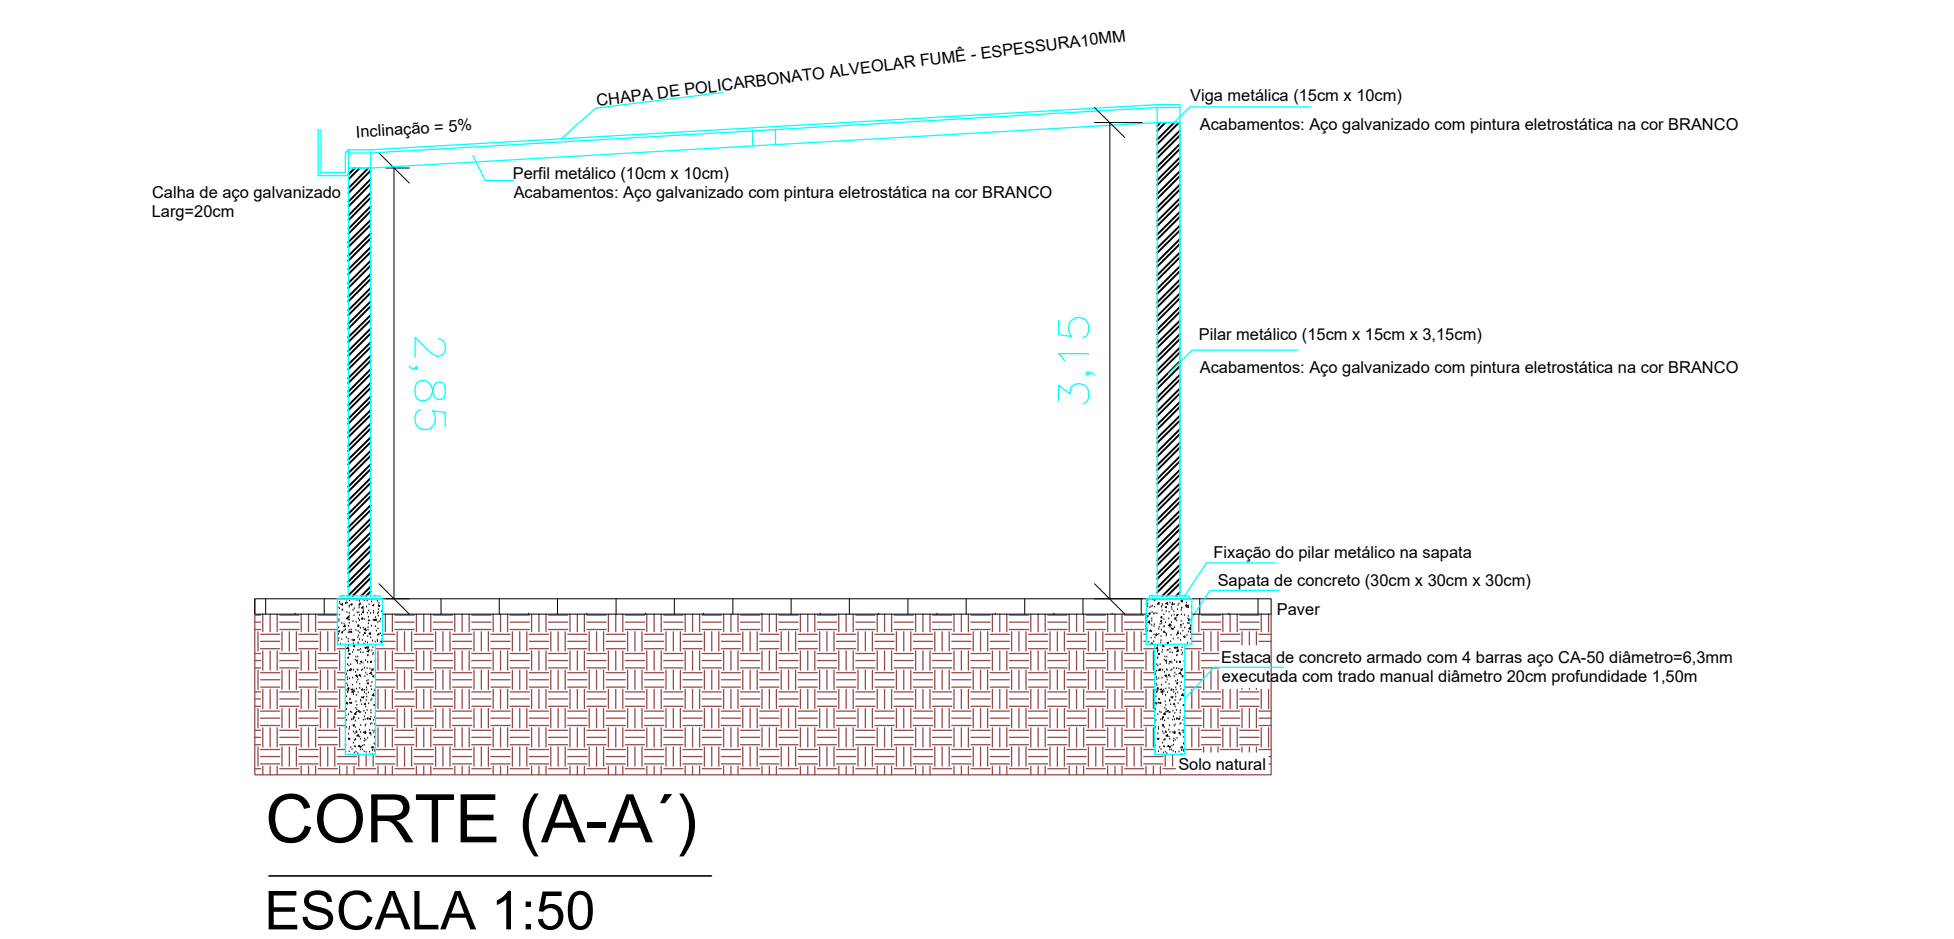 CHAPA DE POLICARBONATO ALVEOLAR FUMÊ - ESPESSURA10MM
Inclinação = 5%
Viga metálica (15cm x 10cm)
Acabamentos: Aço galvanizado com pintura eletrostática na cor BRANCO
Perfil metálico (10cm x 10cm)
Acabamentos: Aço galvanizado com pintura eletrostática na cor BRANCO
Calha de aço galvanizado
Larg=20cm
2,85
3,15
Pilar metálico (15cm x 15cm x 3,15cm)
Acabamentos: Aço galvanizado com pintura eletrostática na cor BRANCO
Fixação do pilar metálico na sapata
Sapata de concreto (30cm x 30cm x 30cm)
Paver
Estaca de concreto armado com 4 barras aço CA-50 diâmetro=6,3mm
executada com trado manual diâmetro 20cm profundidade 1,50m
Solo natural
CORTE (A-A´)
ESCALA 1:50